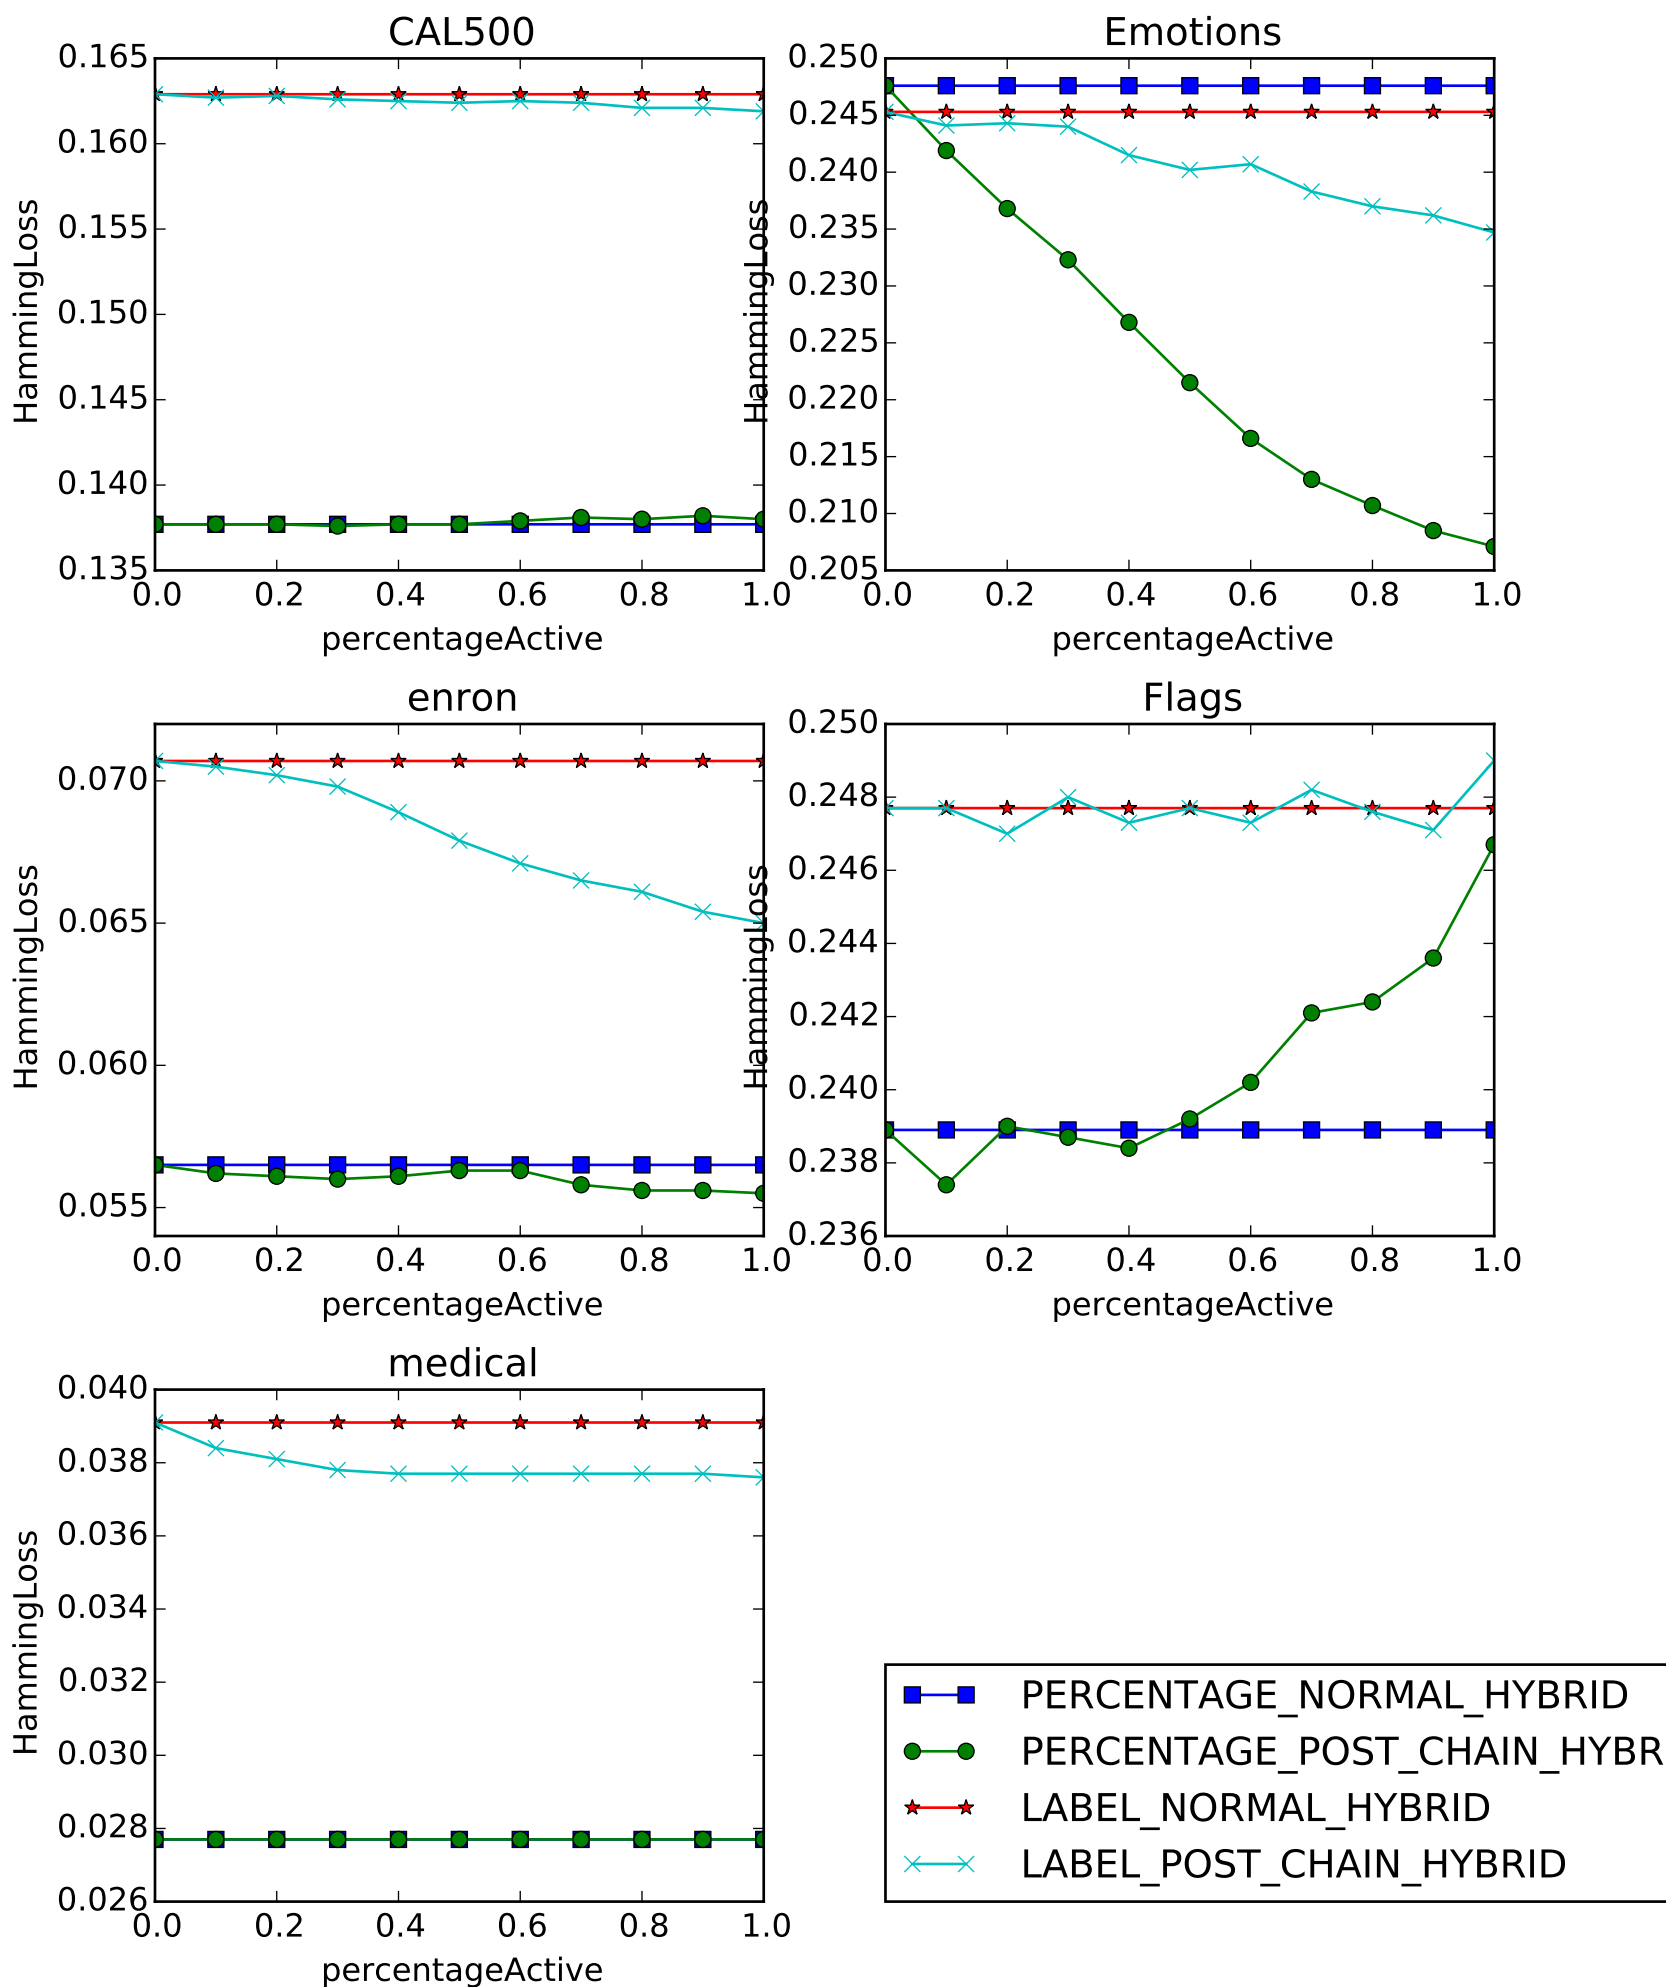 CAL500
0.165
0.160
0.155
0.150
0.145
0.140
0.135
0.0 0.2 0.4 0.6 0.8 1.0
percentageActive
HammingLoss
Emotions
0.250
0.245
0.240
0.235
0.230
0.225
0.220
0.215
0.210
0.205
0.0 0.2 0.4 0.6 0.8 1.0
percentageActive
HammingLoss
enron
0.070
0.065
0.060
0.055
0.0 0.2 0.4 0.6 0.8 1.0
percentageActive
HammingLoss
Flags
0.250
0.248
0.246
0.244
0.242
0.240
0.238
0.236
0.0 0.2 0.4 0.6 0.8 1.0
percentageActive
HammingLoss
medical
0.040
0.038
0.036
0.034
0.032
0.030
0.028
0.026
0.0 0.2 0.4 0.6 0.8 1.0
percentageActive
HammingLoss
PERCENTAGE_NORMAL_HYBRID
PERCENTAGE_POST_CHAIN_HYBR
LABEL_NORMAL_HYBRID
LABEL_POST_CHAIN_HYBRID